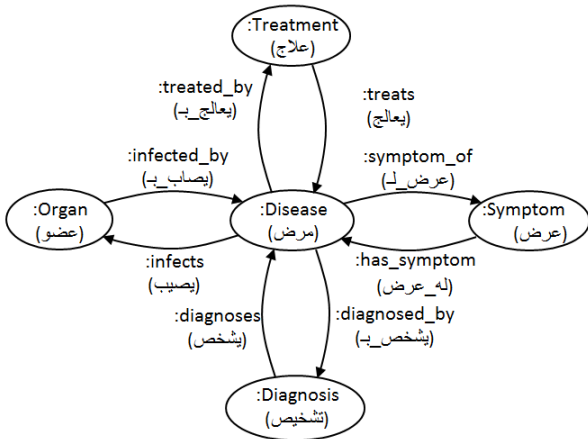 :Treatment
(علاج)
:treated_by
(يعالج_بـ)
:treats
(يعالج)
:infected_by
(يصاب_بـ)
:symptom_of
(عرض_لـ)
:Organ
(عضو)
:Disease
(مرض)
:Symptom
(عرض)
:infects
(يصيب)
:has_symptom
(له_عرض)
:diagnoses
(يشخص)
:diagnosed_by
(يشخص_بـ)
:Diagnosis
(تشخيص)